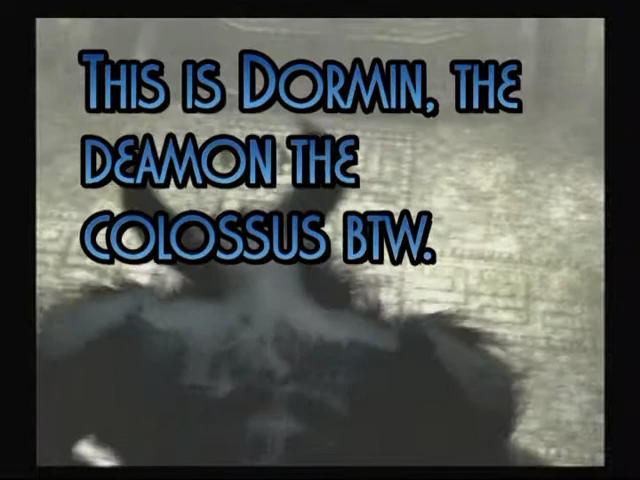 This is Dormin, the
deamon the
colossus btw.